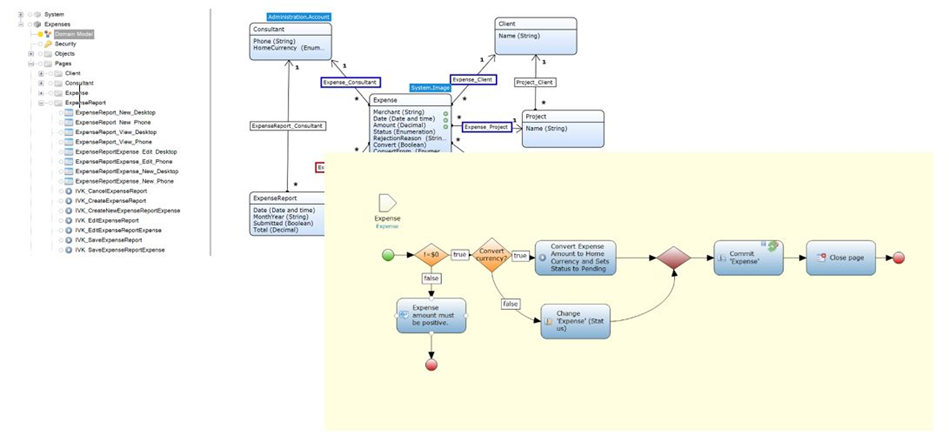 System
Expenses
Domain Model
Security
Objects
Pages
Client
Consultant
Expense
ExpenseReport
ExpenseReport_New_Desktop
ExpenseReport_New_Phone
ExpenseReport_View_Desktop
ExpenseReport_View_Phone
ExpenseReportExpense_Edit_Desktop
ExpenseReportExpense_Edit_Phone
ExpenseReportExpense_New_Desktop
ExpenseReportExpense_New_Phone
IVK_CancelExpenseReport
IVK_CreateExpenseReport
IVK_CreateNewExpenseReportExpense
IVK_EditExpenseReport
IVK_EditExpenseReportExpense
IVK_SaveExpenseReport
IVK_SaveExpenseReportExpense
Administration.Account
Consultant
Phone (String)
HomeCurrency (Enum...
Client
Name (String)
1
1
1
Expense_Consultant
Expense_Client
Project_Client
System.Image
*
*
*
Expense
Merchant (String)
Date (Date and time)
Amount (Decimal)
Status (Enumeration)
RejectionReason (Strin...
Convert (Boolean)
ConvertFrom (Enumer
*
Expense_Project
1
Project
Name (String)
ExpenseReport_Consultant
*
*
Ex
*
ExpenseReport
Date (Date and time)
MonthYear (String)
Submitted (Boolean)
Total (Decimal)
Expense
Expense
!=$0
true
Convert
currency?
true
Convert Expense
Amount to Home
Currency and Sets
Status to Pending
Commit
'Expense'
Close page
false
false
Expense
amount must
be positive.
Change
'Expense' (Stat
us)